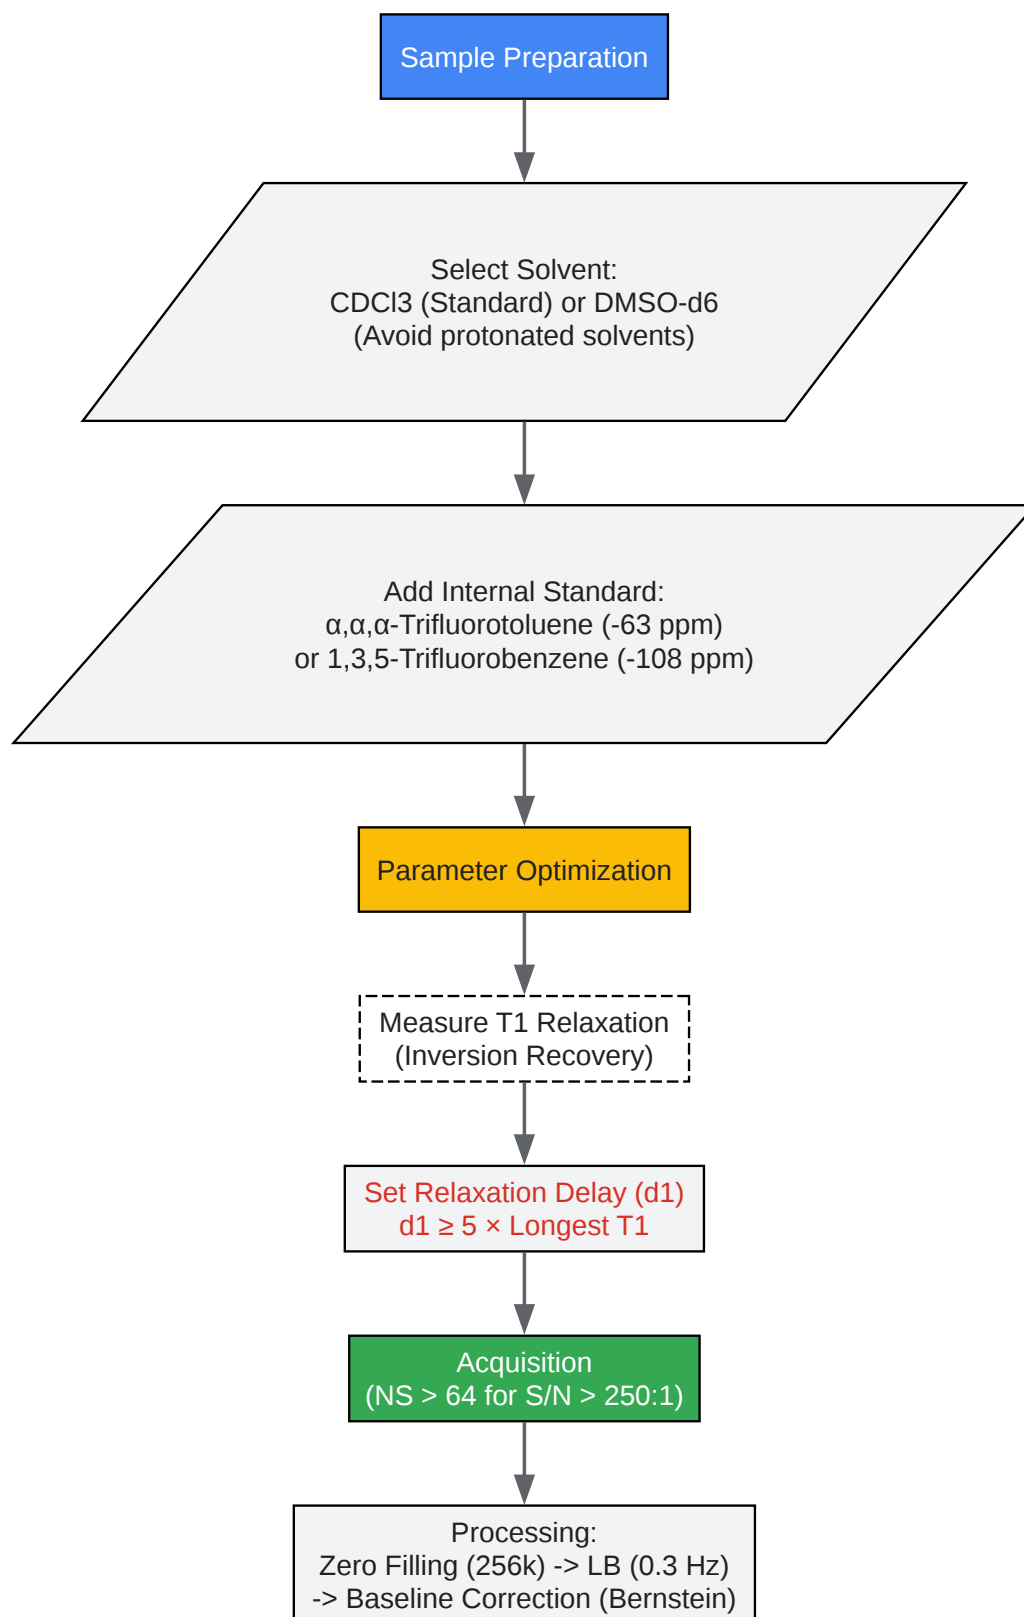 Sample Preparation
Select Solvent:
CDCl3 (Standard) or DMSO-d6
(Avoid protonated solvents)
Add Internal Standard:
α,α,α-Trifluorotoluene (-63 ppm)
or 1,3,5-Trifluorobenzene (-108 ppm)
Parameter Optimization
Measure T1 Relaxation
(Inversion Recovery)
Set Relaxation Delay (d1)
d1 ≥ 5 × Longest T1
Acquisition
(NS > 64 for S/N > 250:1)
Processing:
Zero Filling (256k) -> LB (0.3 Hz)
-> Baseline Correction (Bernstein)